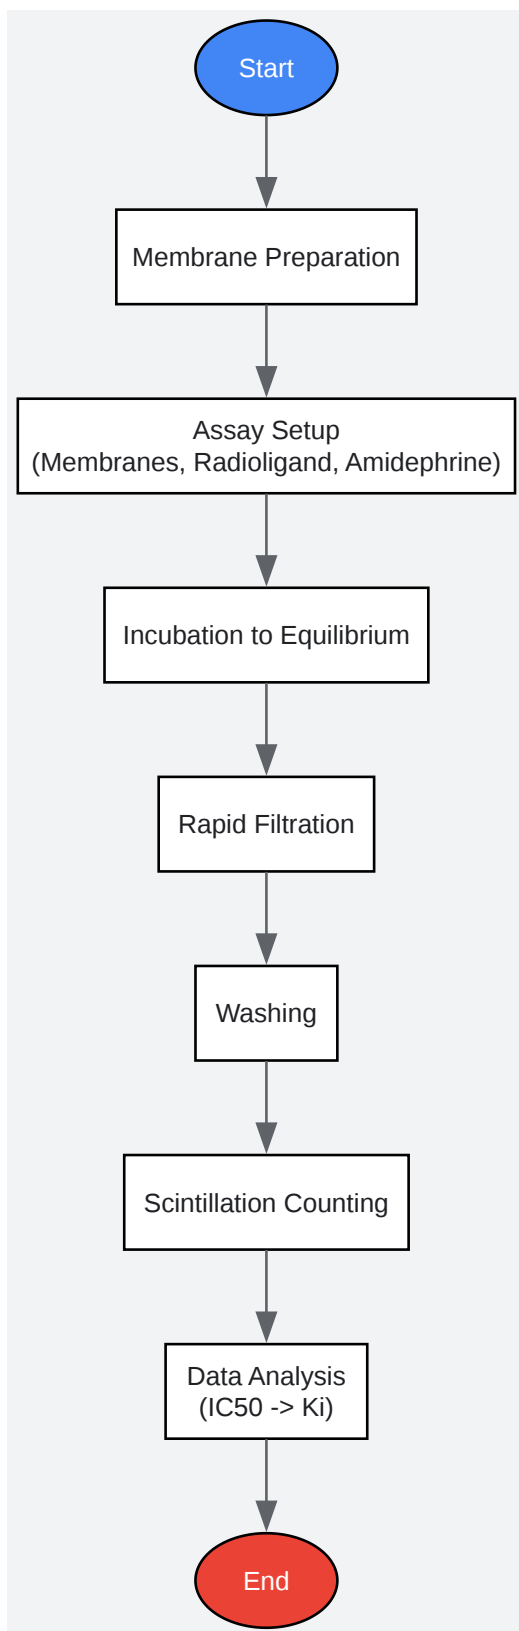 Start
Membrane Preparation
Assay Setup
(Membranes, Radioligand, Amidephrine)
Incubation to Equilibrium
Rapid Filtration
Washing
Scintillation Counting
Data Analysis
(IC50 -> Ki)
End